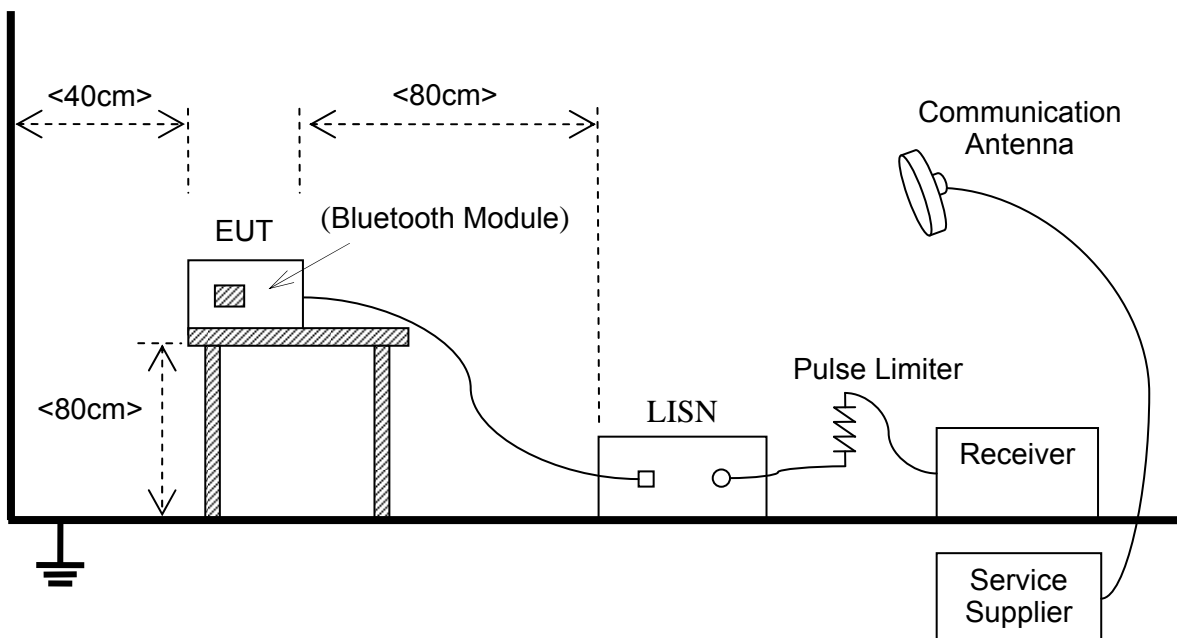 <40cm>
<80cm>
Communication
Antenna
EUT
(Bluetooth Module)
<80cm>
Pulse Limiter
LISN
Receiver
Service
Supplier